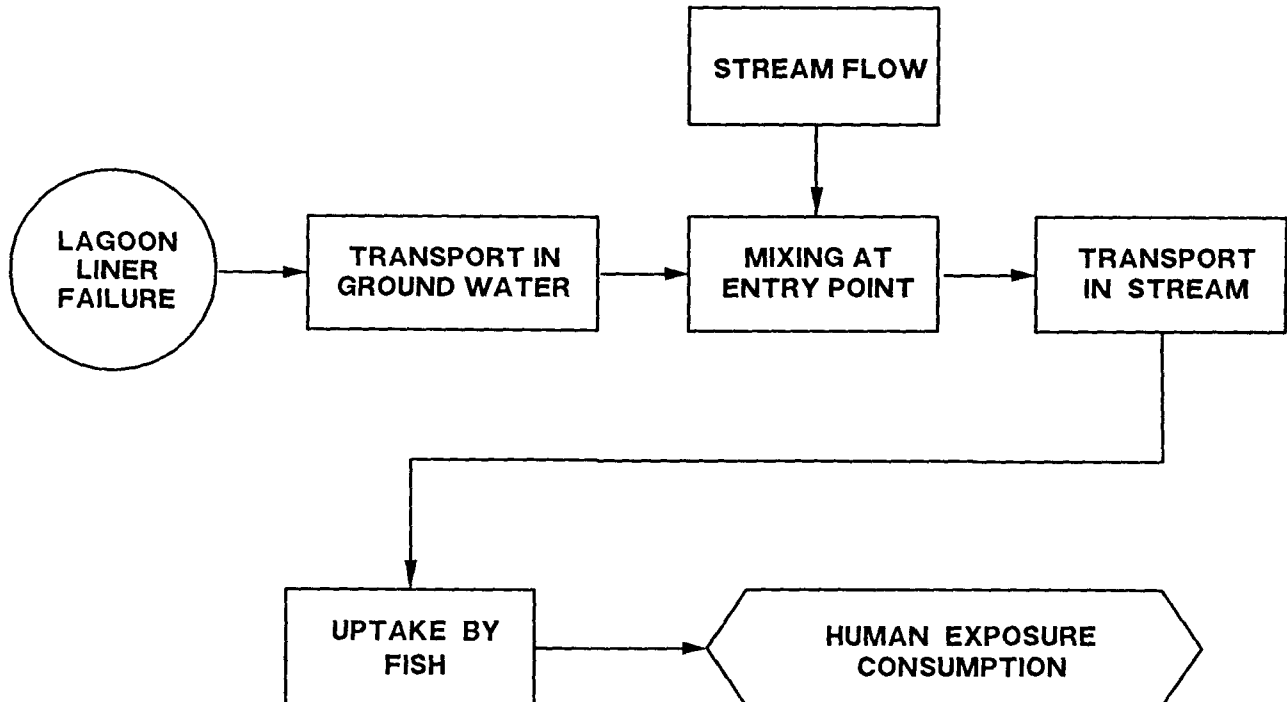 STREAM FLOW
LAGOON
LINER
FAILURE
TRANSPORT IN
GROUND WATER
MIXING AT
ENTRY POINT
TRANSPORT
IN STREAM
UPTAKE BY
FISH
HUMAN EXPOSURE
CONSUMPTION